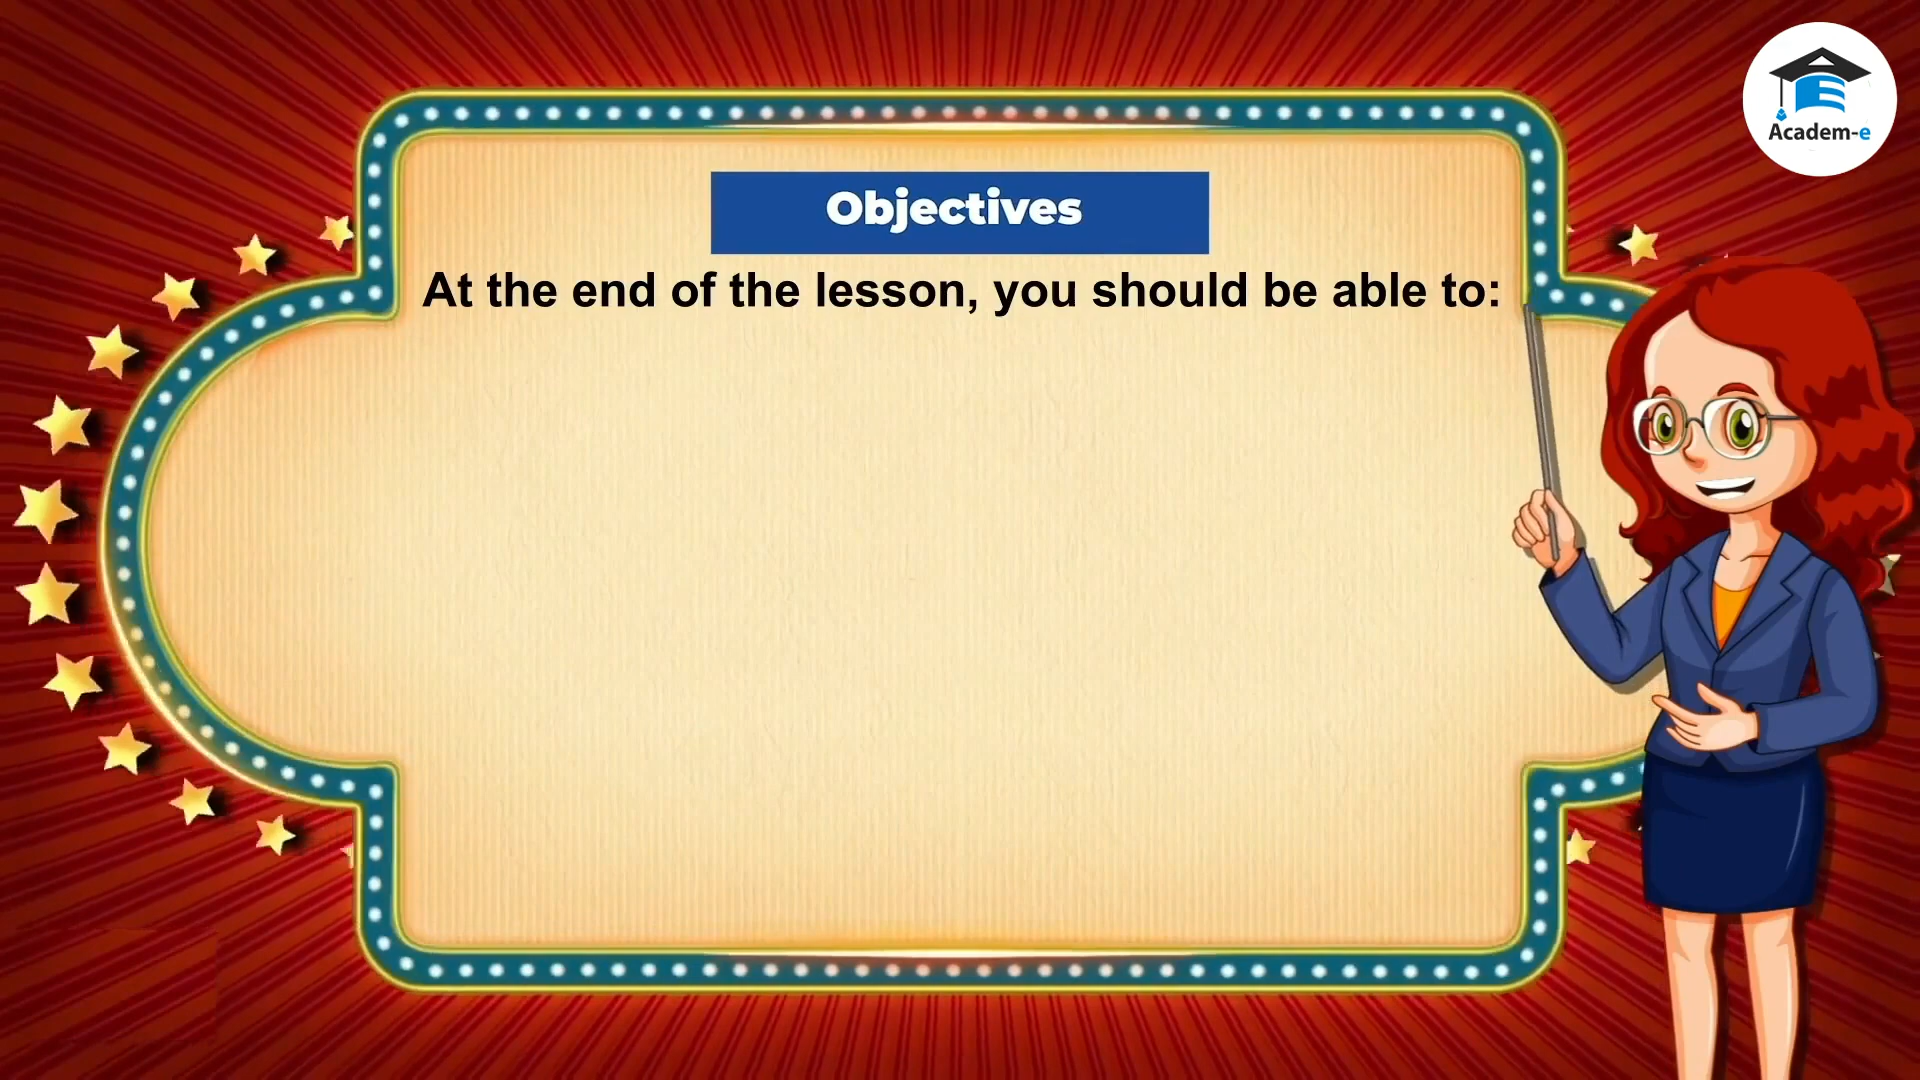 Academ-e
Objectives
At the end of the lesson, you should be able to: